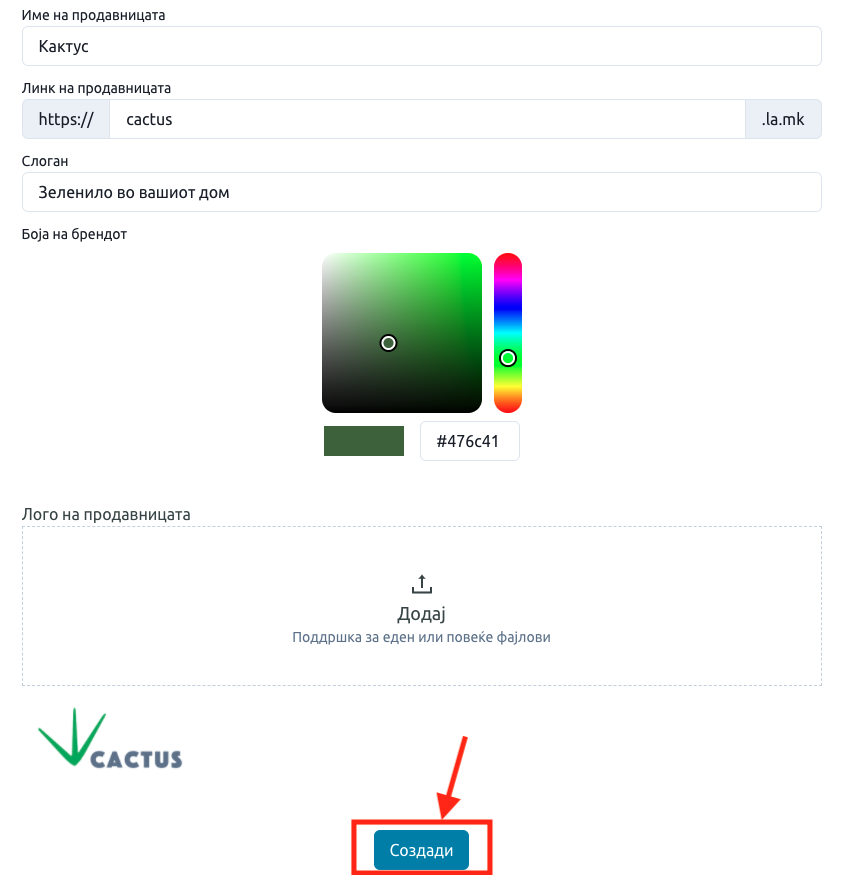 Име на продавницата
Кактус
Линк на продавницата
https:// cactus .la.mk
Слоган
Зеленило во вашиот дом
Боја на брендот
#476c41
Лого на продавницата
Додај
Поддршка за еден или повеќе фајлови
CACTUS
Создади